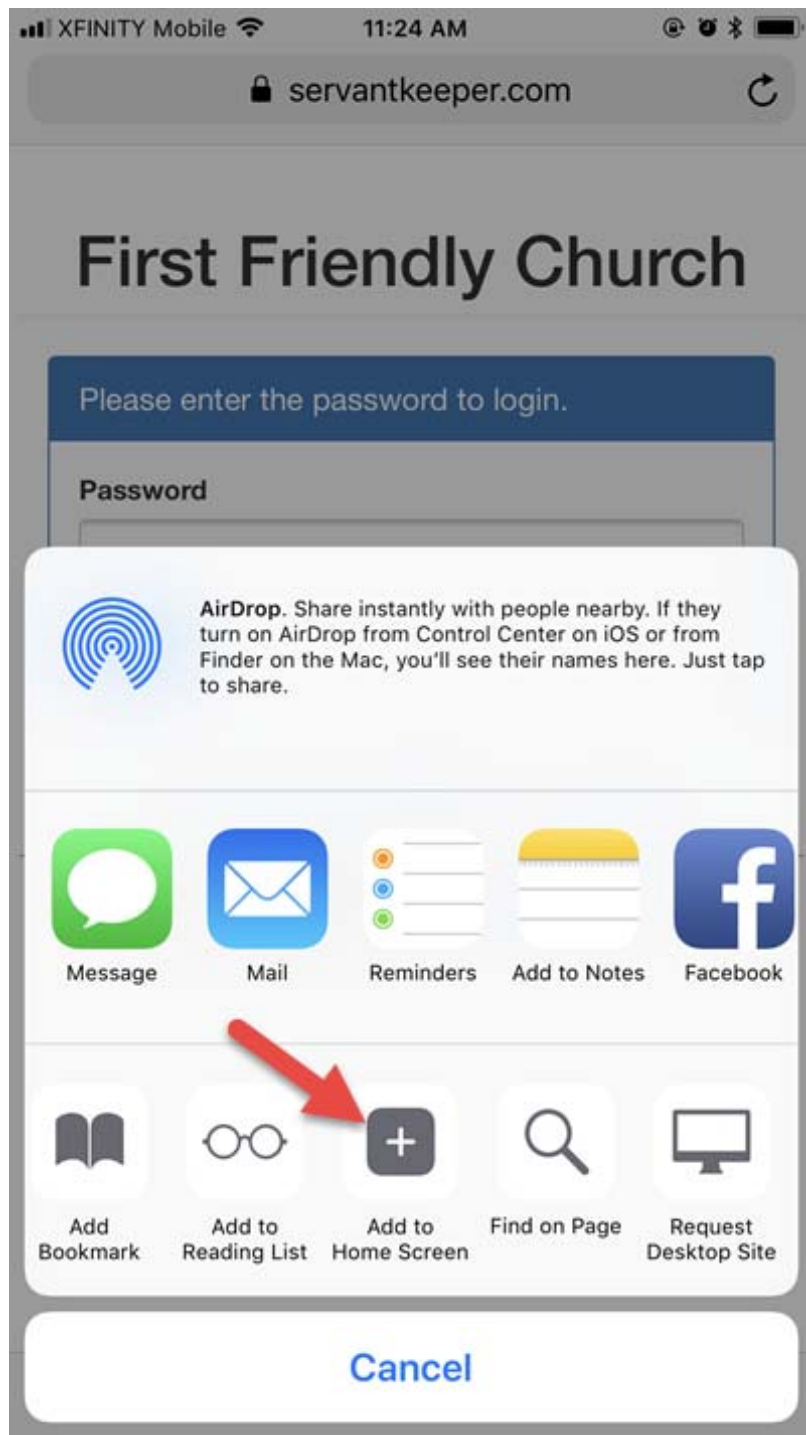 XFINITY Mobile 11:24 AM
servantkeeper.com
First Friendly Church
Please enter the password to login.
Password
AirDrop. Share instantly with people nearby. If they
turn on AirDrop from Control Center on iOS or from
Finder on the Mac, you'll see their names here. Just tap
to share.
Message Mail Reminders Add to Notes Facebook
Add Add to Add to Find on Page Request
Bookmark Reading List Home Screen Desktop Site
Cancel